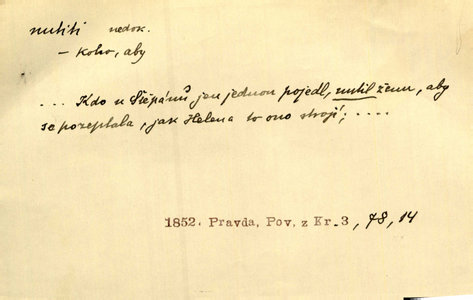 nutiti nedok.
– koho, aby
... Kdo u Štěpánů jen jednou pojedl, nutil ženu, aby
se pozeptala, jak Helena to ono strojí; ....
1852. Pravda, Pov. z Kr. 3, 78, 14